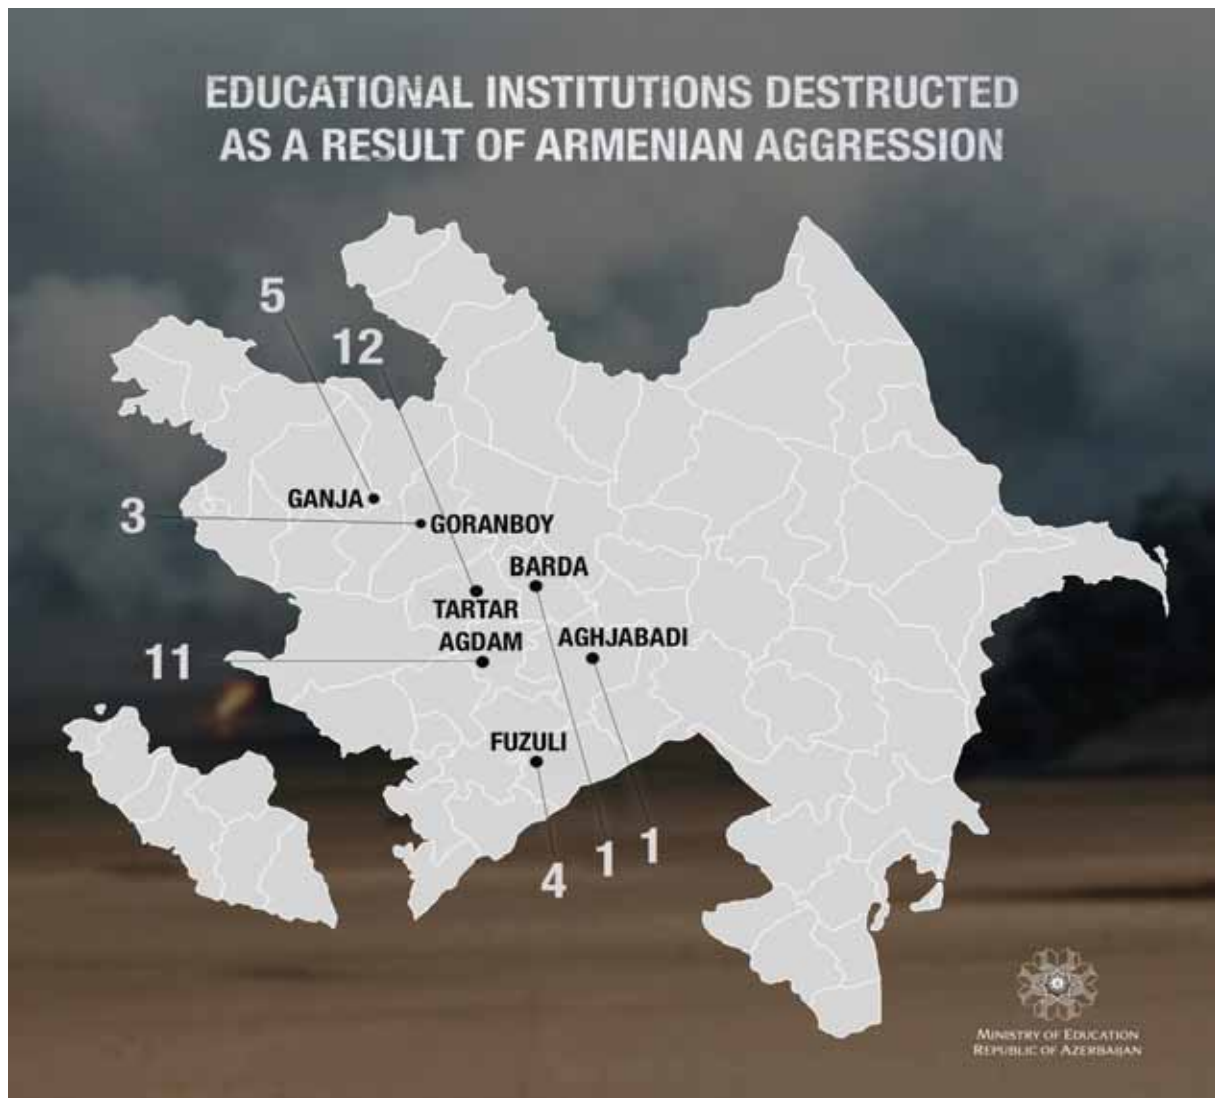 EDUCATIONAL INSTITUTIONS DESTRUCTED
AS A RESULT OF ARMENIAN AGGRESSION
5
12
GANJA
3
GORANBOY
BARDA
TARTAR
AGDAM
AGHJABADI
11
FUZULI
1
1
4
MINISTRY OF EDUCATION
REPUBLIC OF AZERBAIJAN